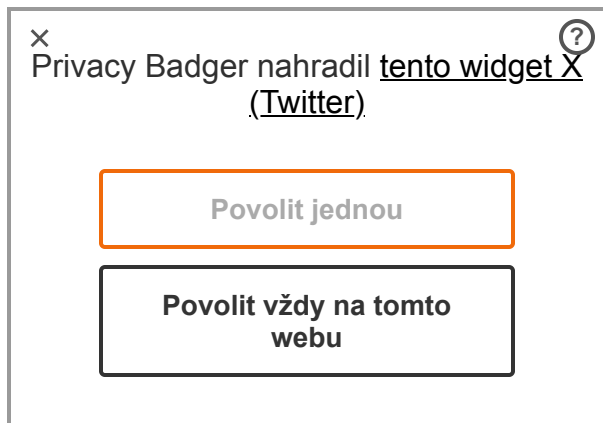 ×
?
Privacy Badger nahradil tento widget X
(Twitter)
Povolit jednou
Povolit vždy na tomto
webu